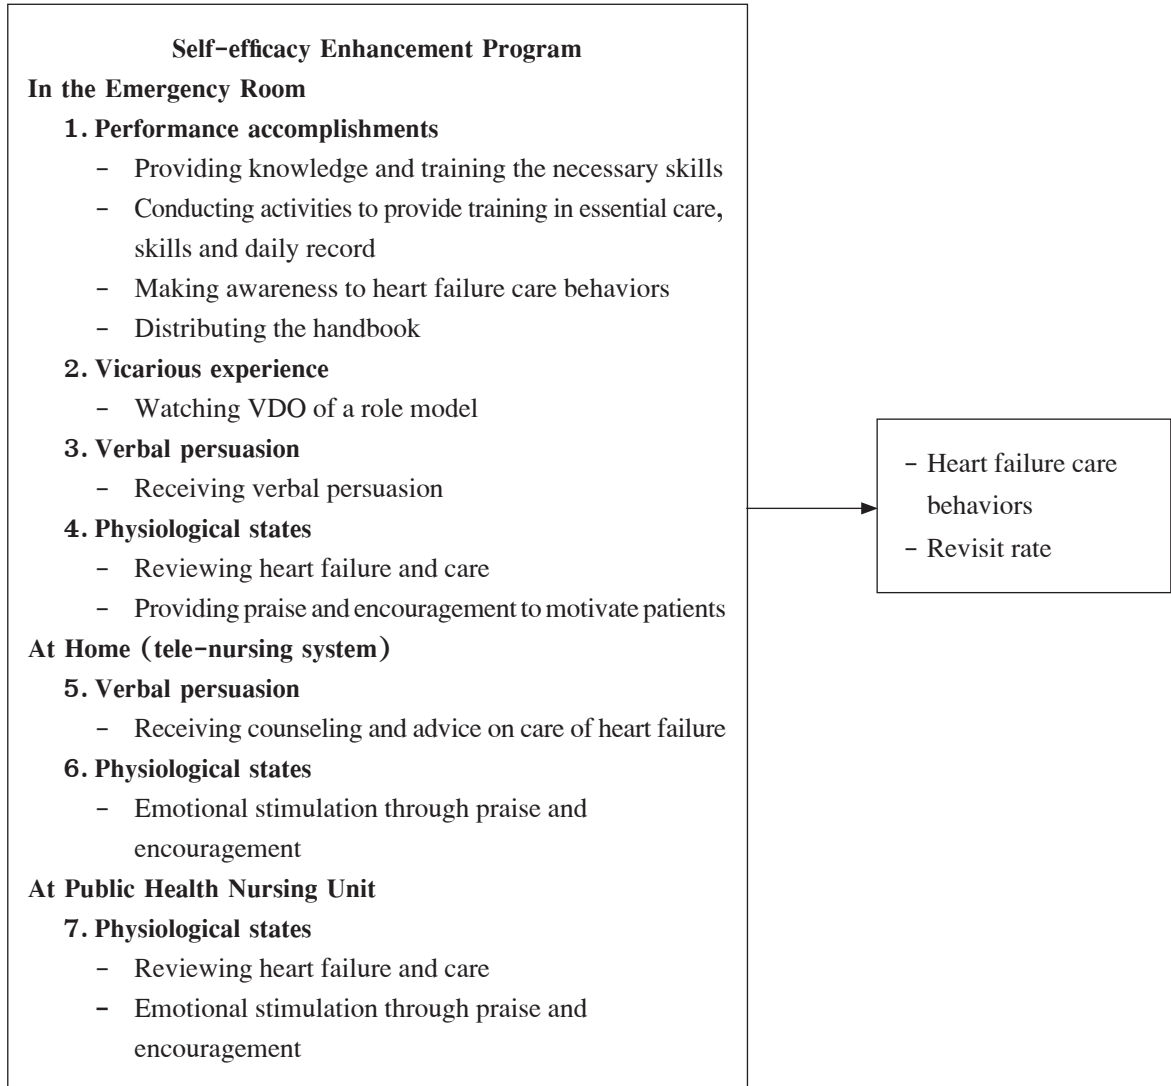 Self-efficacy Enhancement Program
In the Emergency Room
1. Performance accomplishments
- Providing knowledge and training the necessary skills
- Conducting activities to provide training in essential care,
skills and daily record
- Making awareness to heart failure care behaviors
- Distributing the handbook
2. Vicarious experience
- Watching VDO of a role model
3. Verbal persuasion
- Receiving verbal persuasion
4. Physiological states
- Reviewing heart failure and care
- Providing praise and encouragement to motivate patients
At Home (tele-nursing system)
5. Verbal persuasion
- Receiving counseling and advice on care of heart failure
6. Physiological states
- Emotional stimulation through praise and
encouragement
At Public Health Nursing Unit
7. Physiological states
- Reviewing heart failure and care
- Emotional stimulation through praise and
encouragement
- Heart failure care
behaviors
- Revisit rate